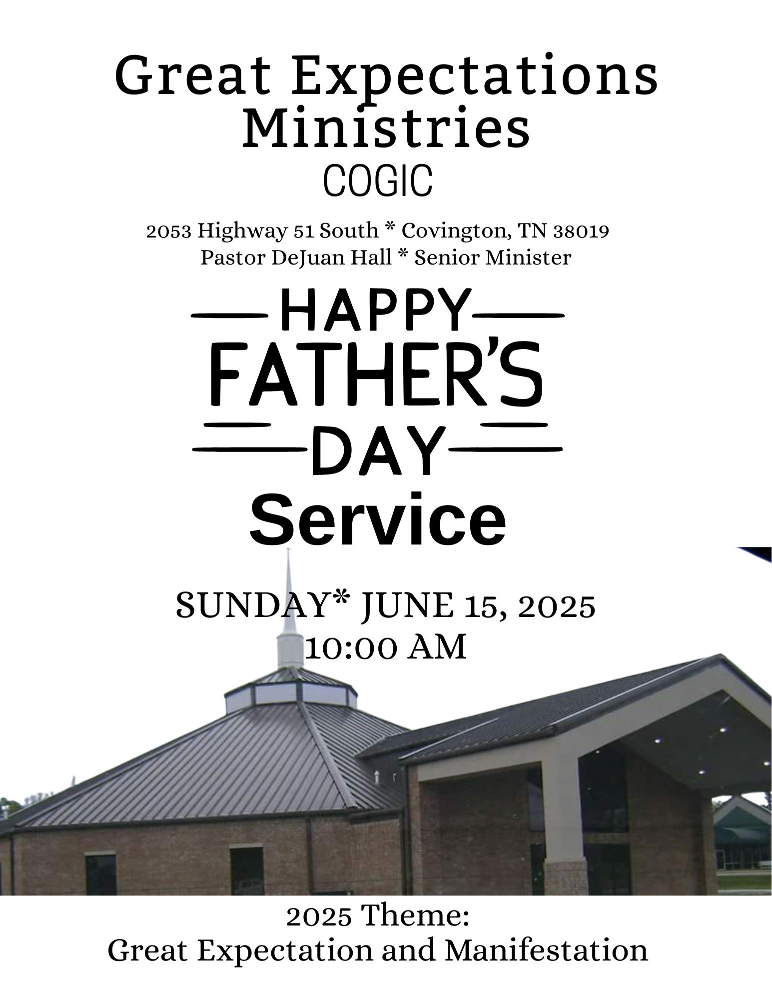 Great Expectations
Ministries
COGIC
2053 Highway 51 South * Covington, TN 38019
Pastor DeJuan Hall * Senior Minister
HAPPY
FATHER'S
DAY
Service
SUNDAY* JUNE 15, 2025
10:00 AM
2025 Theme:
Great Expectation and Manifestation